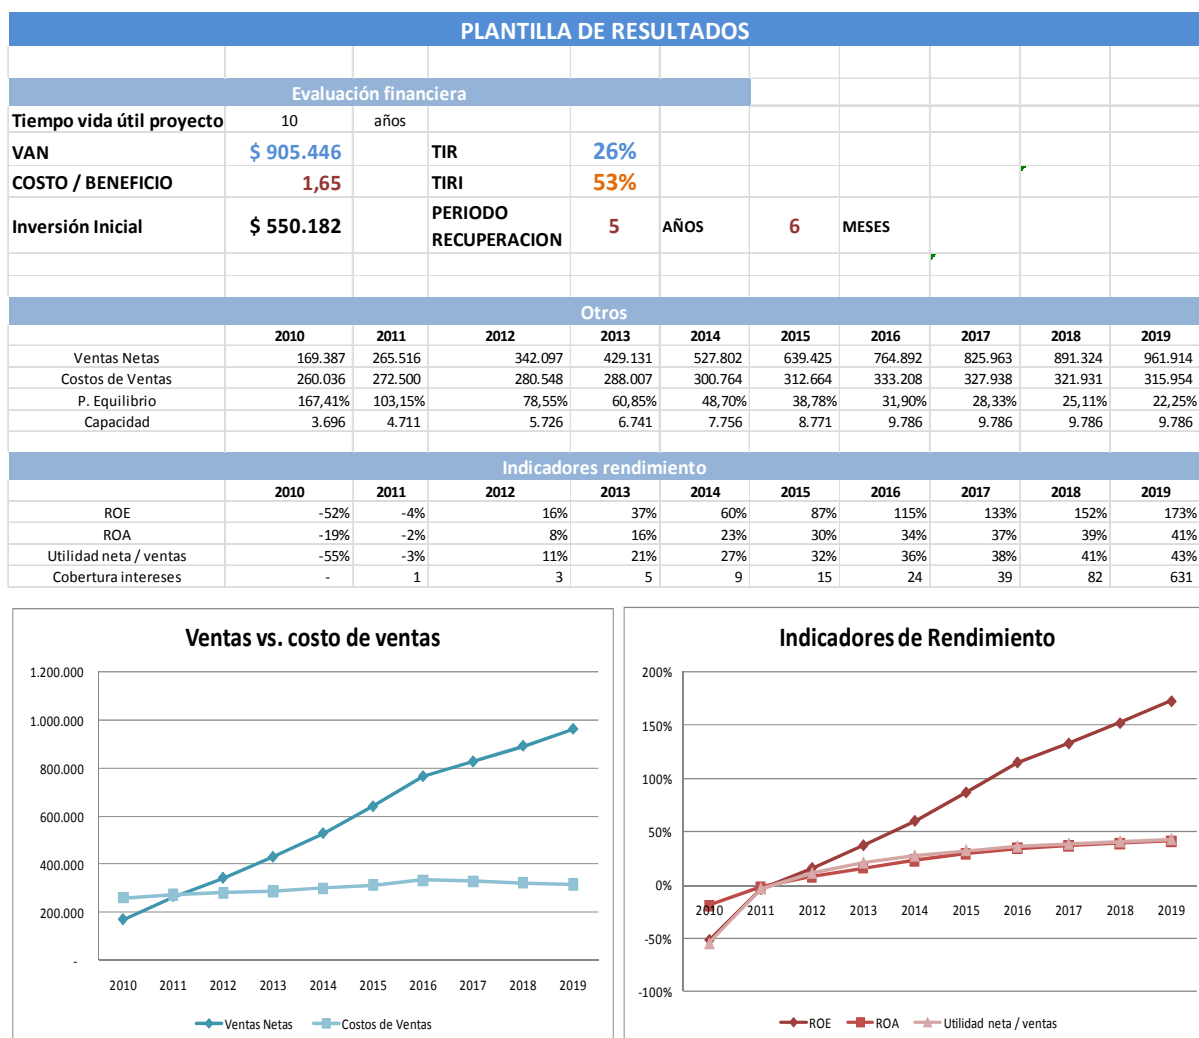 PLANTILLA DE RESULTADOS
Evaluación financiera
Tiempo vida útil proyecto 10 años
VAN $ 905.446 TIR 26%
COSTO / BENEFICIO 1,65 TIRI 53%
Inversión Inicial $ 550.182 PERIODO RECUPERACION 5 AÑOS 6 MESES
Otros
2010 2011 2012 2013 2014 2015 2016 2017 2018 2019
Ventas Netas 169.387 265.516 342.097 429.131 527.802 639.425 764.892 825.963 891.324 961.914
Costos de Ventas 260.036 272.500 280.548 288.007 300.764 312.664 333.208 327.938 321.931 315.954
P. Equilibrio 167,41% 103,15% 78,55% 60,85% 48,70% 38,78% 31,90% 28,33% 25,11% 22,25%
Capacidad 3.696 4.711 5.726 6.741 7.756 8.771 9.786 9.786 9.786 9.786
Indicadores rendimiento
2010 2011 2012 2013 2014 2015 2016 2017 2018 2019
ROE -52% -4% 16% 37% 60% 87% 115% 133% 152% 173%
ROA -19% -2% 8% 16% 23% 30% 34% 37% 39% 41%
Utilidad neta / ventas -55% -3% 11% 21% 27% 32% 36% 38% 41% 43%
Cobertura intereses - 1 3 5 9 15 24 39 82 631
Ventas vs. costo de ventas
1.200.000
1.000.000
800.000
600.000
400.000
200.000
-
2010 2011 2012 2013 2014 2015 2016 2017 2018 2019
Ventas Netas Costos de Ventas
Indicadores de Rendimiento
200%
150%
100%
50%
0%
-50%
-100%
2010 2011 2012 2013 2014 2015 2016 2017 2018 2019
ROE ROA Utilidad neta / ventas